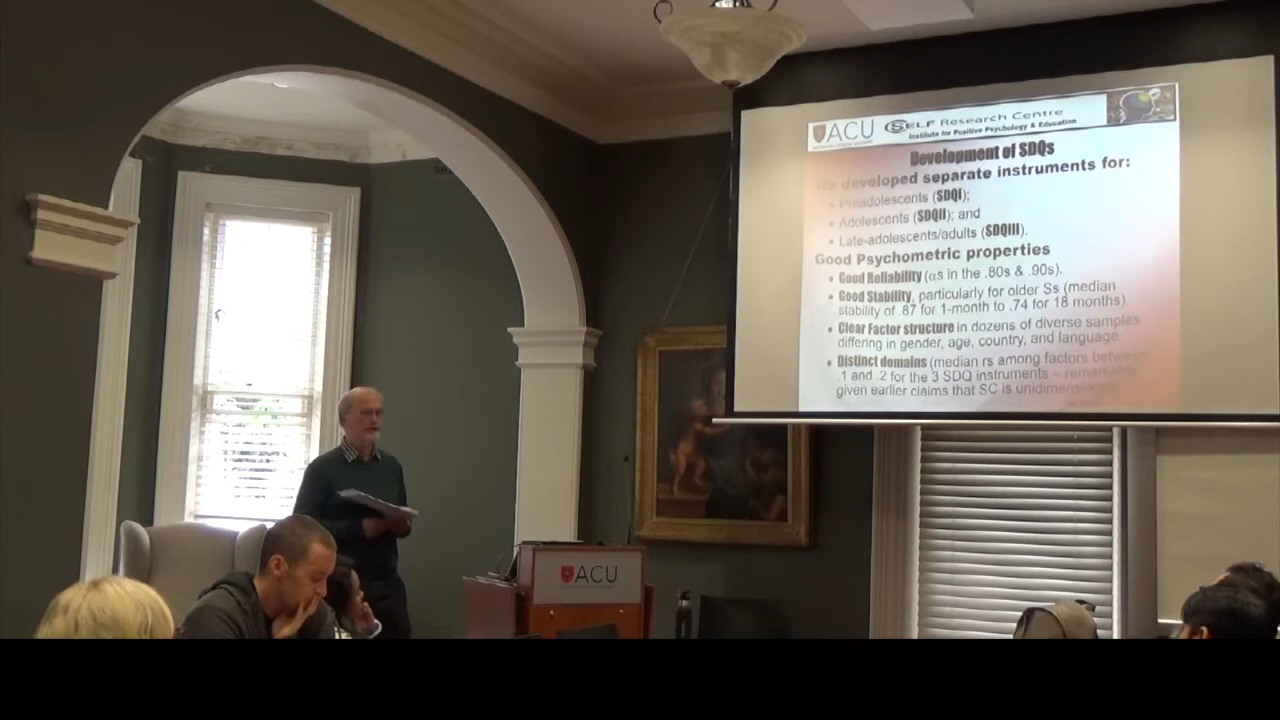 ACU
SELF Research Centre
Institute for Positive Psychology & Education
Development of SDQs
We developed separate instruments for:
• Preadolescents (SDQI);
• Adolescents (SDQII); and
• Late-adolescents/adults (SDQIII).
Good Psychometric properties
• Good Reliability (αs in the .80s & .90s).
• Good Stability, particularly for older Ss (median
stability of .87 for 1-month to .74 for 18 months)
• Clear Factor structure in dozens of diverse samples
differing in gender, age, country, and language
• Distinct domains (median rs among factors between
.1 and .2 for the 3 SDQ instruments – remarkable
given earlier claims that SC is unidimensional
ACU